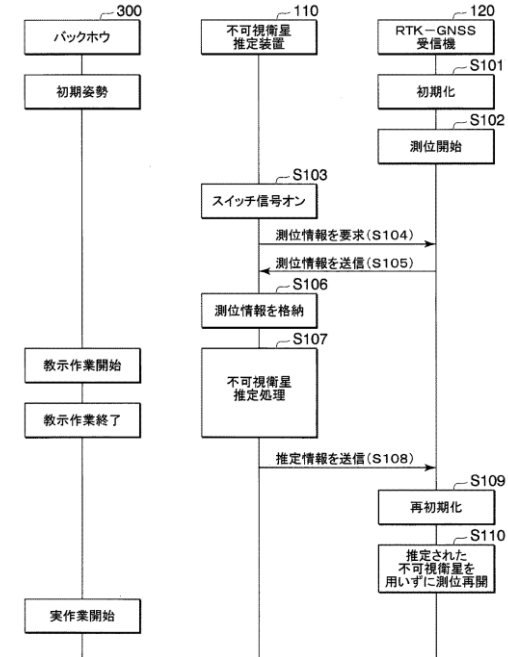 300
110
120
バックホウ
不可視衛星
推定装置
RTK－GNSS
受信機
S101
初期姿勢
初期化
S102
測位開始
S103
スイッチ信号オン
測位情報を要求(S104)
測位情報を送信(S105)
S106
測位情報を格納
S107
教示作業開始
不可視衛星
推定処理
教示作業終了
推定情報を送信(S108)
S109
再初期化
S110
推定された
不可視衛星を
用いずに測位再開
実作業開始